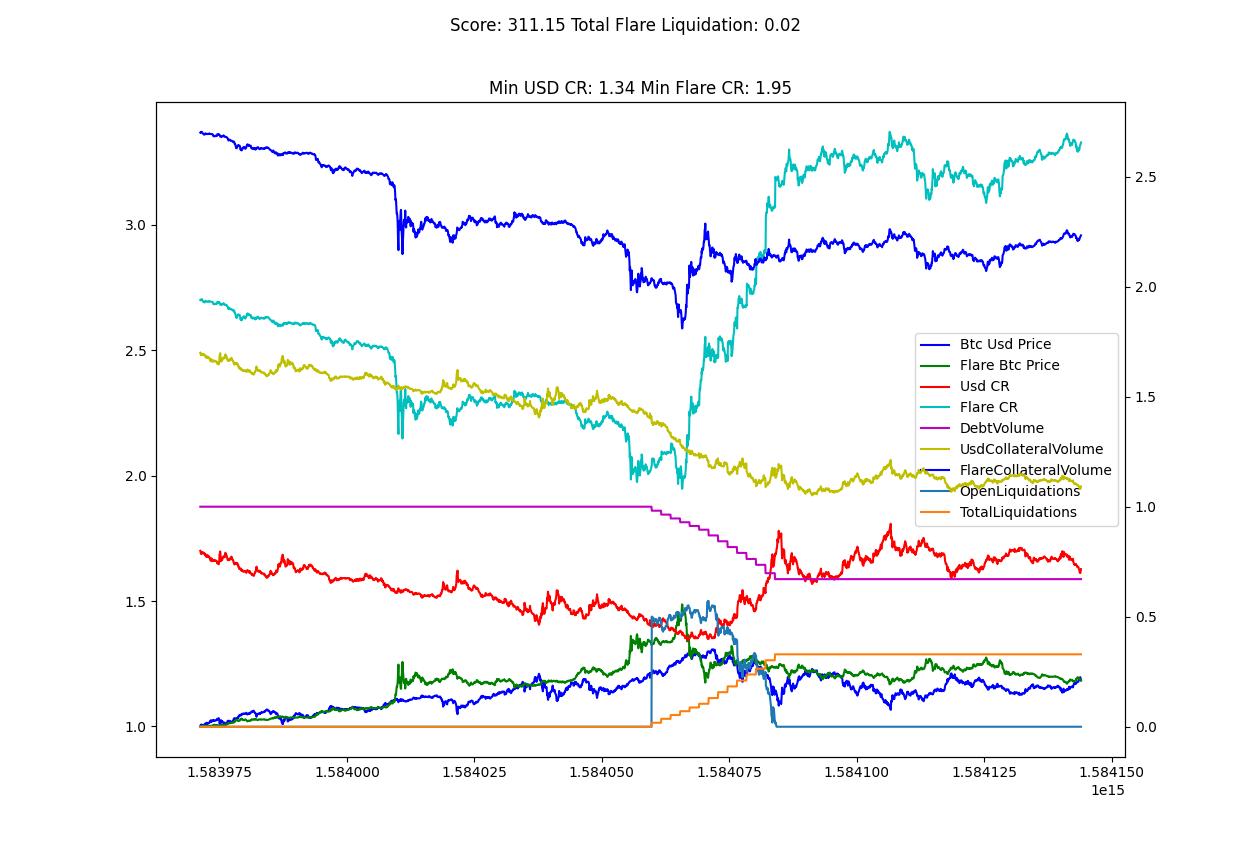 Score: 311.15 Total Flare Liquidation: 0.02
Min USD CR: 1.34 Min Flare CR: 1.95
3.0
2.5
2.0
1.5
1.0
2.5
2.0
1.5
1.0
0.5
0.0
Btc Usd Price
Flare Btc Price
Usd CR
Flare CR
DebtVolume
UsdCollateralVolume
FlareCollateralVolume
OpenLiquidations
TotalLiquidations
1.583975 1.584000 1.584025 1.584050 1.584075 1.584100 1.584125 1.584150
1e15